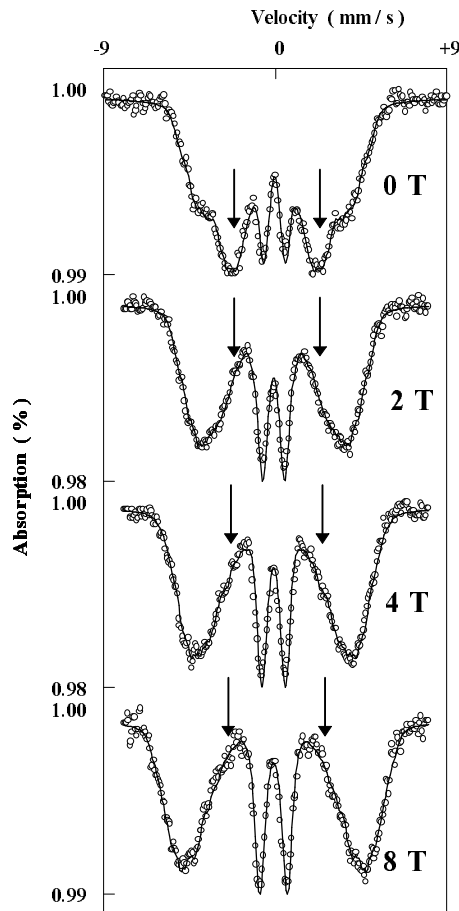 Velocity ( mm / s )
-9 0 +9
1.00
0 T
0.99
1.00
2 T
Absorption ( % )
0.98
1.00
4 T
0.98
1.00
8 T
0.99